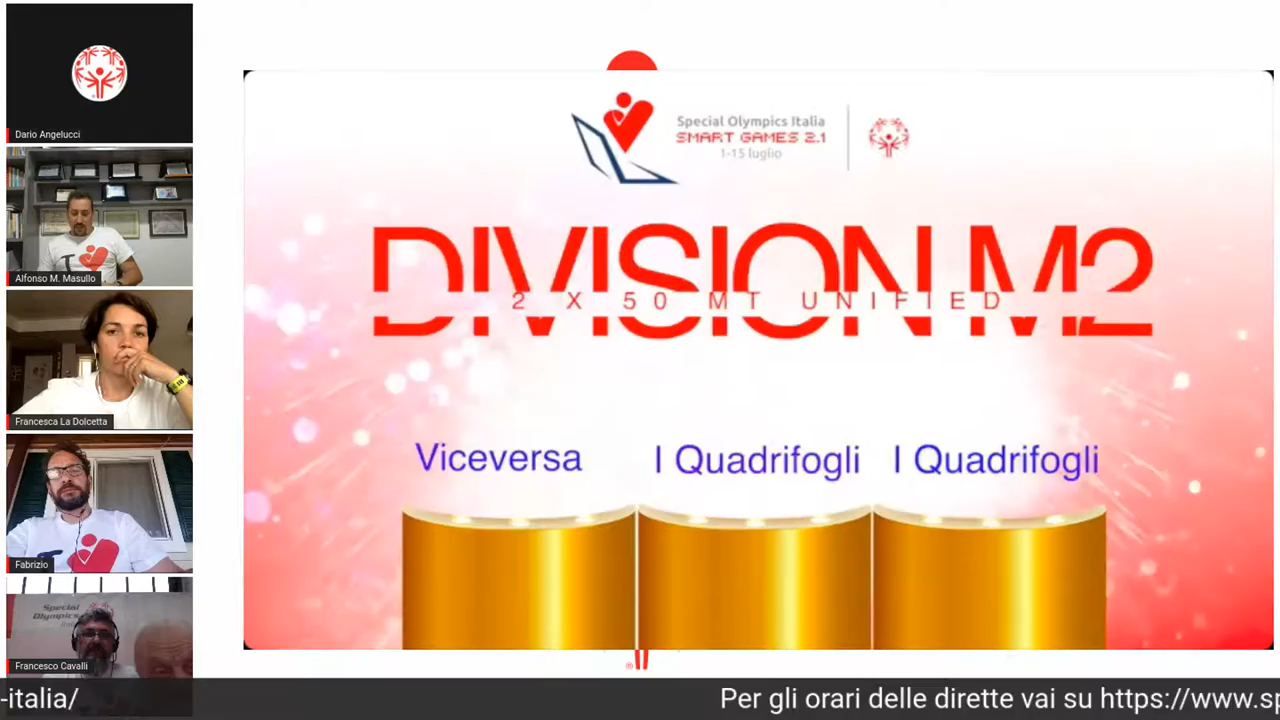 Dario Angelucci
Alfonso M. Masullo
Francesca La Dolcetta
Fabrizio
Special
Olympics
Francesco Cavalli
Special Olympics Italia
SMART GAMES 2.1
1-15 luglio
DIVISION M2
2 X 50 MT UNIFIED
Viceversa
I Quadrifogli
I Quadrifogli
-italia/
Per gli orari delle dirette vai su https://www.sp